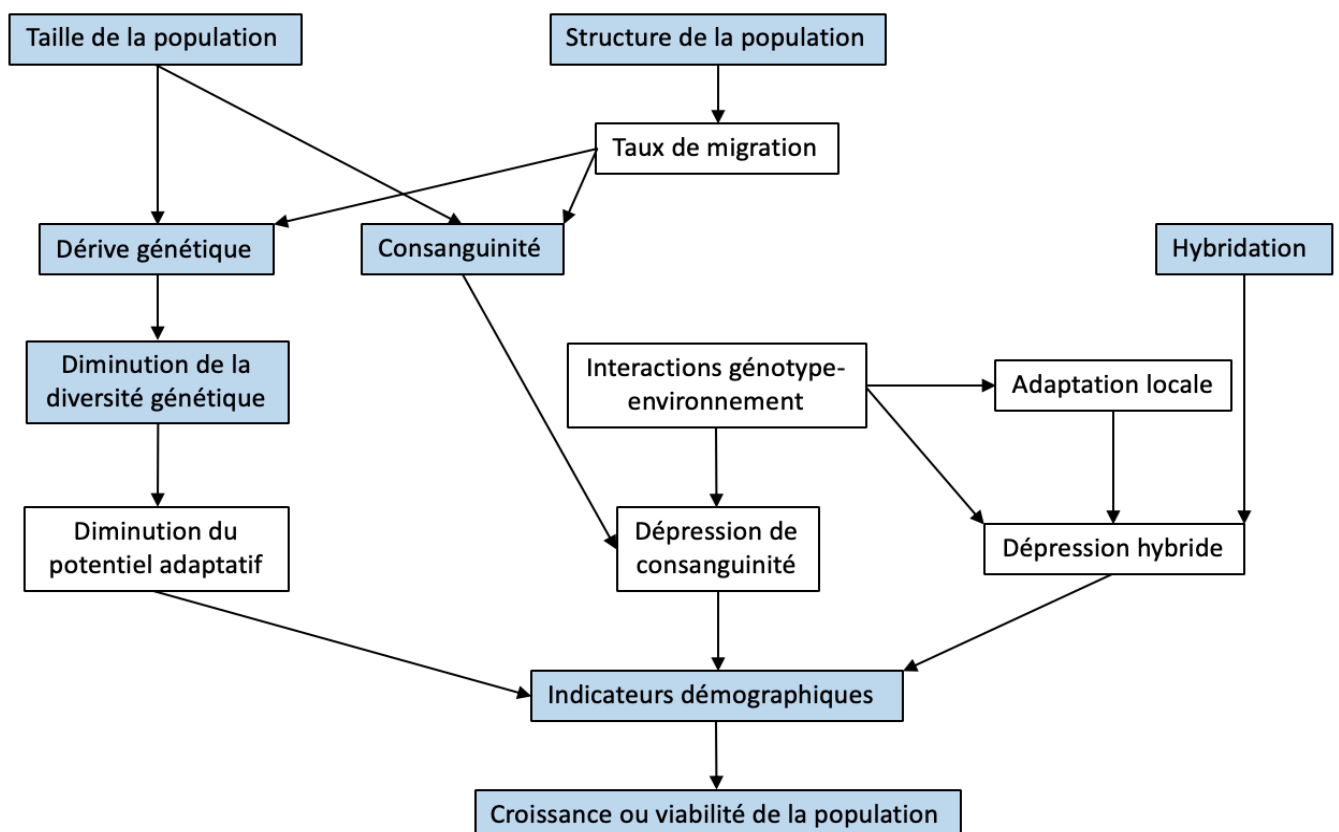 Taille de la population
Structure de la population
Taux de migration
Dérive génétique
Consanguinité
Hybridation
Diminution de la
diversité génétique
Interactions génotype-
environnement
Adaptation locale
Diminution du
potentiel adaptatif
Dépression de
consanguinité
Dépression hybride
Indicateurs démographiques
Croissance ou viabilité de la population